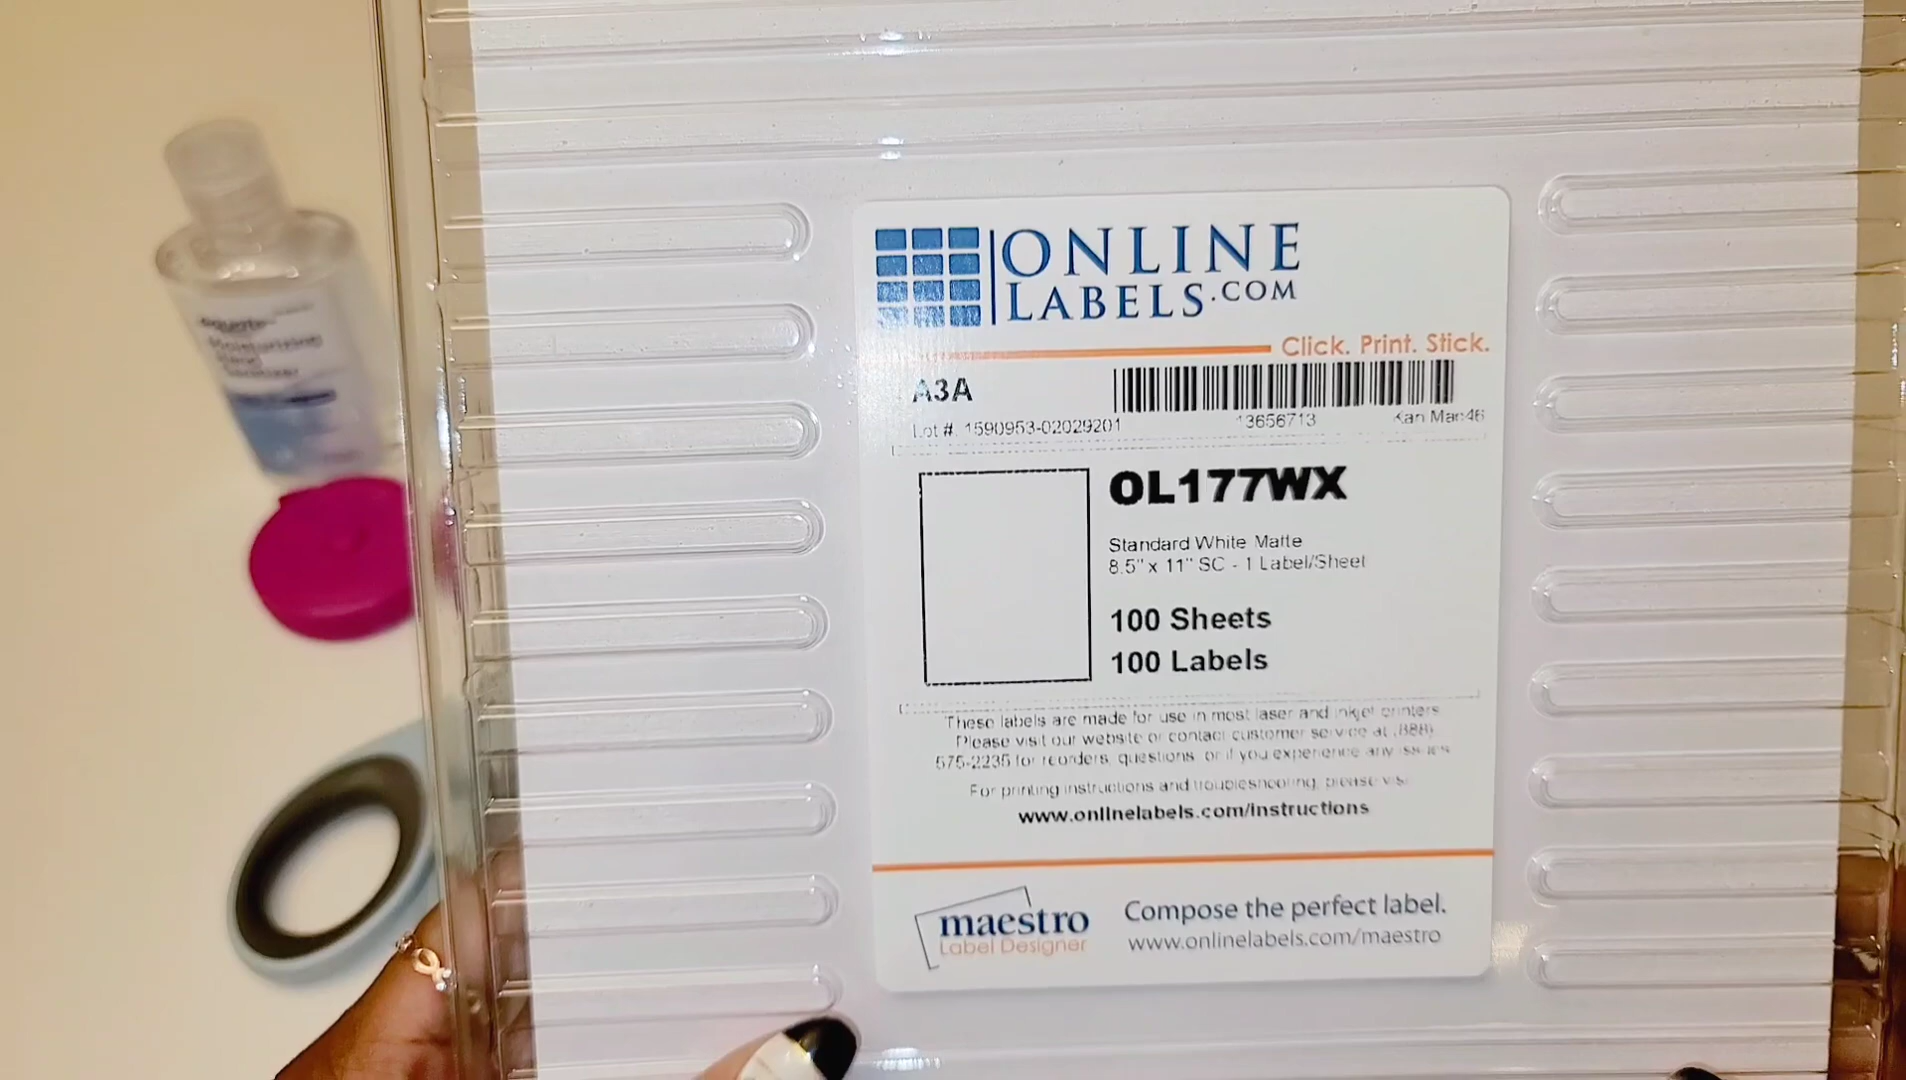 ONLINE
LABELS.COM
Click. Print. Stick.
A3A
Lot #. 1590953-02029201
13656713
OL177WX
Standard White Matte
8.5" x 11" SC - 1 Label/Sheet
100 Sheets
100 Labels
These labels are made for use in most laser and inkjet printers
Please visit our website or contact customer service at (888)
575-2235 for reorders, questions, or if you experience any issues
For printing instructions and troubleshooting, please
www.onlinelabels.com/instructions
maestro
Label Designer
Compose the perfect label.
www.onlinelabels.com/maestro
equate
Moisturizing
Hand
Sanitizer